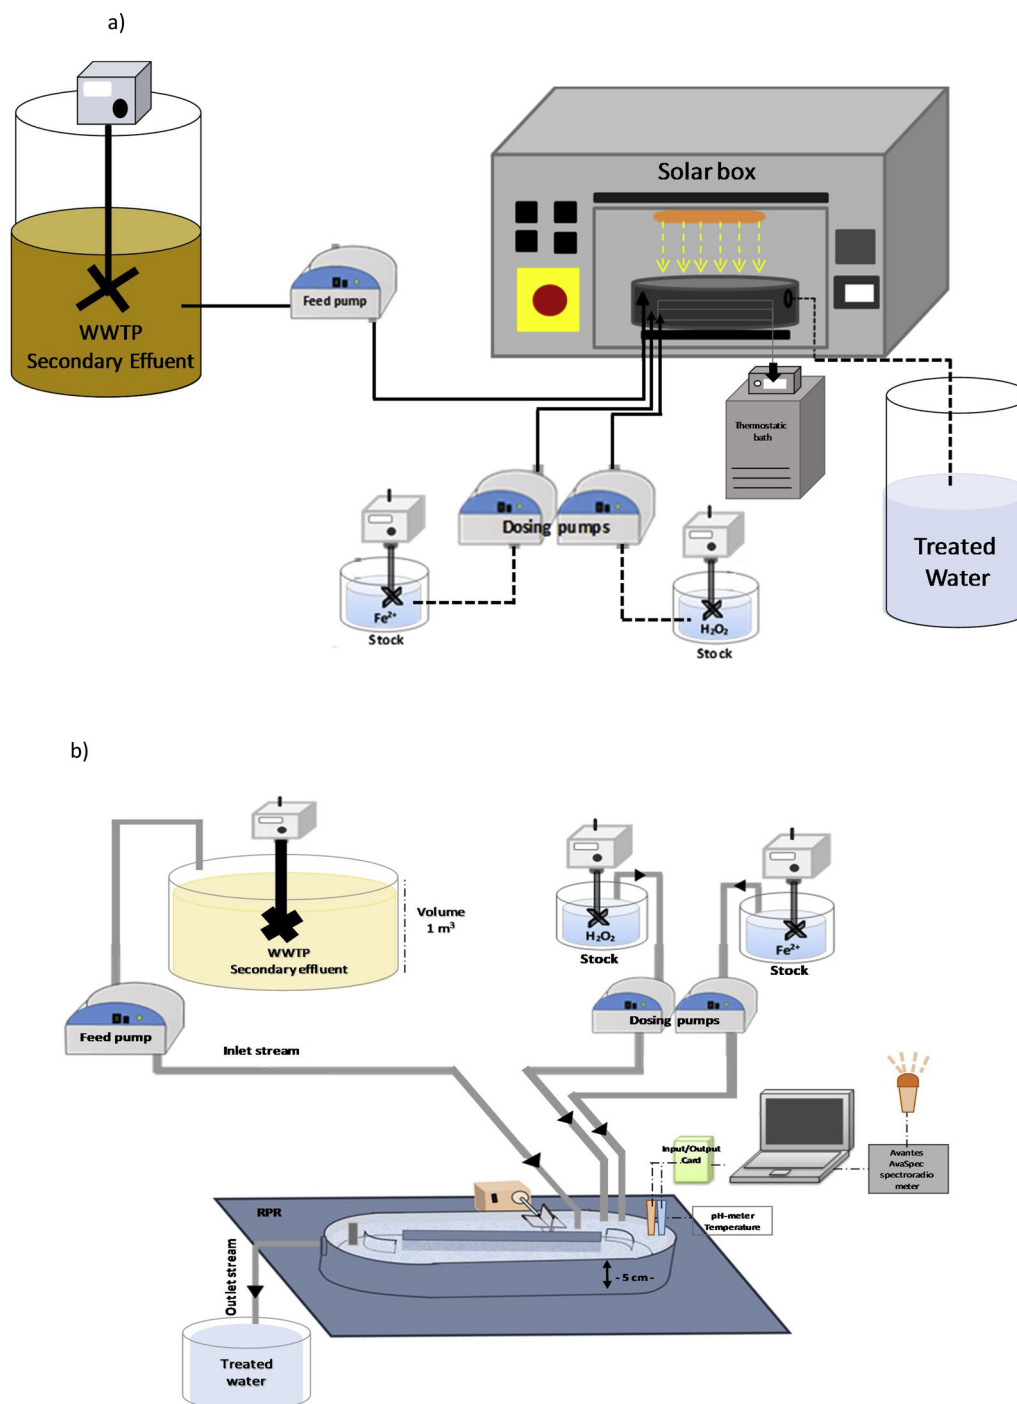 a)
Solar box
Feed pump
WWTP
Secondary Effuent
Thermostatic
bath
Dosing pumps
Fe²⁺
Stock
H₂O₂
Stock
Treated
Water
b)
Volume
1 m³
WWTP
Secondary effluent
H₂O₂
Stock
Fe²⁺
Stock
Feed pump
Dosing pumps
Inlet stream
Input/Output
Card
Avantes
AvaSpec
spectroradio
meter
pH-meter
Temperature
RPR
- 5 cm -
Outlet stream
Treated
water